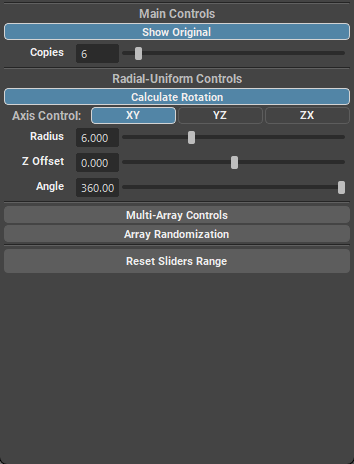 Main Controls
Show Original
Copies 6
Radial-Uniform Controls
Calculate Rotation
Axis Control: XY YZ ZX
Radius 6.000
Z Offset 0.000
Angle 360.00
Multi-Array Controls
Array Randomization
Reset Sliders Range